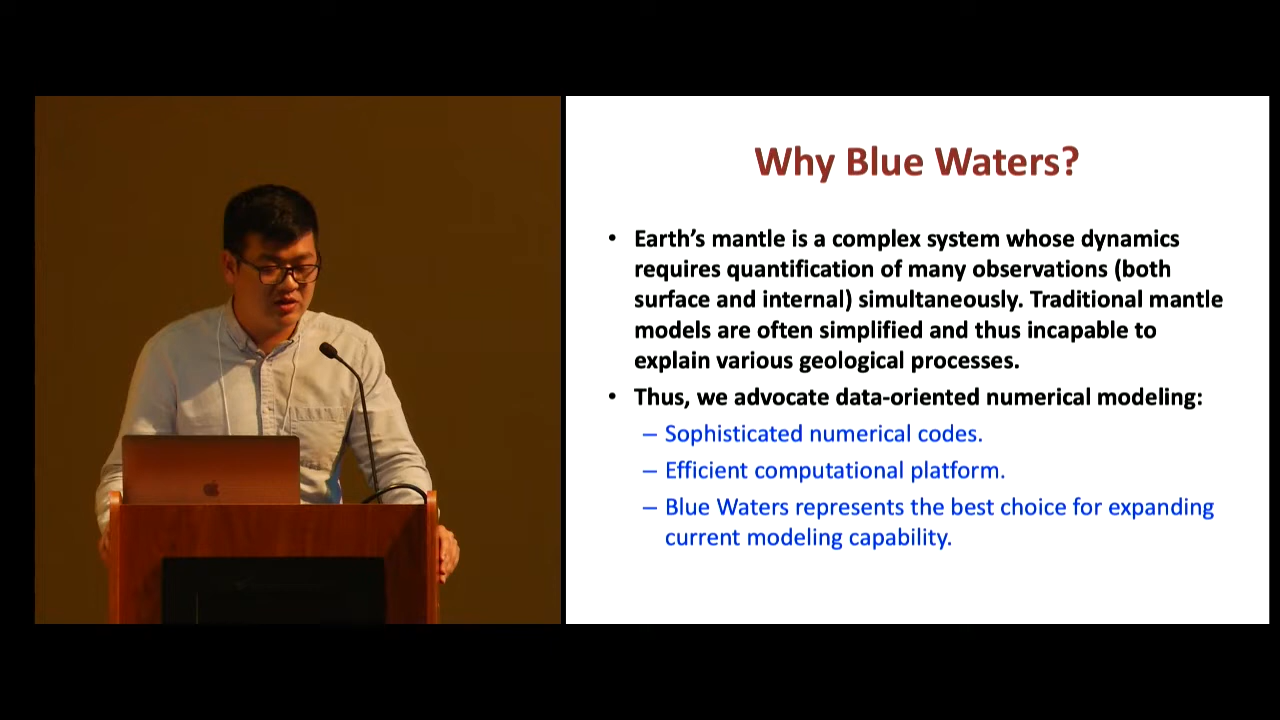 Why Blue Waters?
• Earth's mantle is a complex system whose dynamics
requires quantification of many observations (both
surface and internal) simultaneously. Traditional mantle
models are often simplified and thus incapable to
explain various geological processes.
• Thus, we advocate data-oriented numerical modeling:
– Sophisticated numerical codes.
– Efficient computational platform.
– Blue Waters represents the best choice for expanding
current modeling capability.